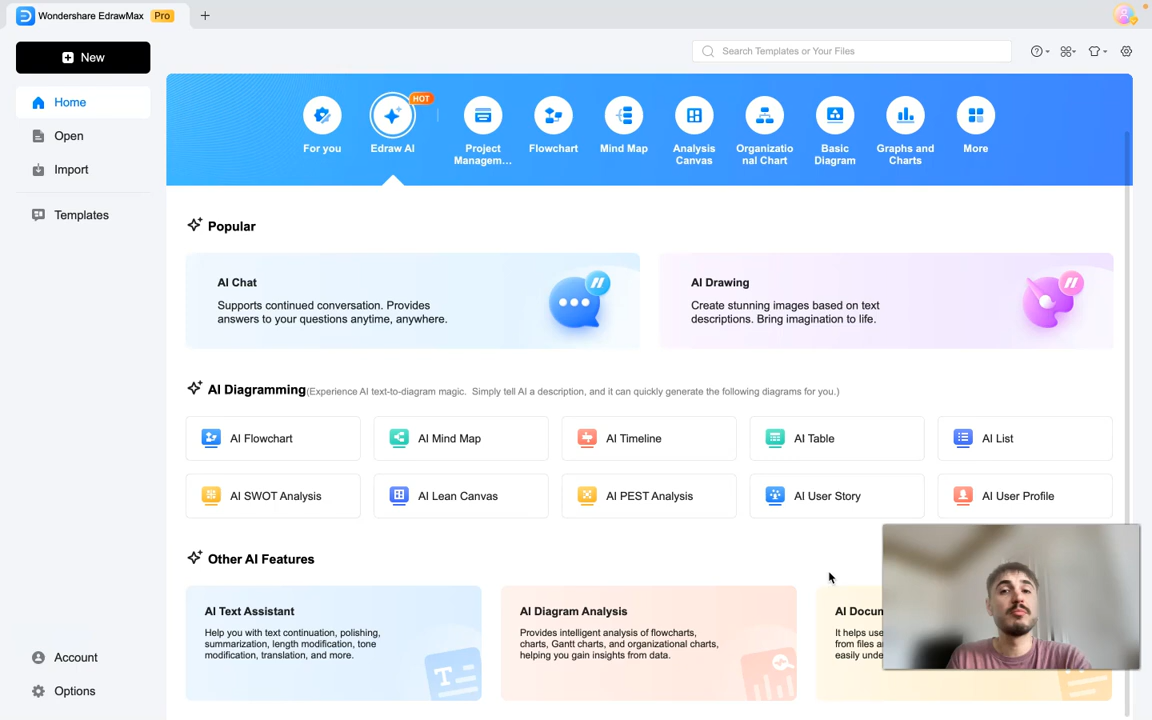 Wondershare EdrawMax Pro
New
Search Templates or Your Files
Home
Open
Import
Templates
Account
Options
HOT
For you
Edraw AI
Project
Managem...
Flowchart
Mind Map
Analysis
Canvas
Organizatio
nal Chart
Basic
Diagram
Graphs and
Charts
More
Popular
AI Chat
Supports continued conversation. Provides
answers to your questions anytime, anywhere.
AI Drawing
Create stunning images based on text
descriptions. Bring imagination to life.
AI Diagramming(Experience AI text-to-diagram magic. Simply tell AI a description, and it can quickly generate the following diagrams for you.)
AI Flowchart
AI Mind Map
AI Timeline
AI Table
AI List
AI SWOT Analysis
AI Lean Canvas
AI PEST Analysis
AI User Story
AI User Profile
Other AI Features
AI Text Assistant
Help you with text continuation, polishing,
summarization, length modification, tone
modification, translation, and more.
AI Diagram Analysis
Provides intelligent analysis of flowcharts,
charts, Gantt charts, and organizational charts,
helping you gain insights from data.
AI
It helps
from files
easily